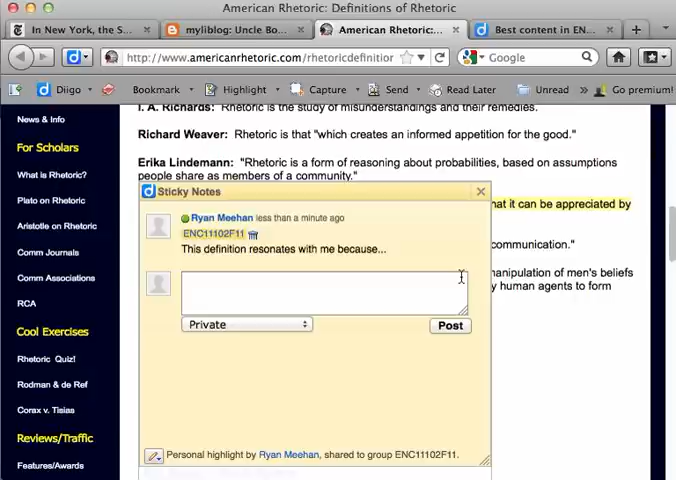 American Rhetoric: Definitions of Rhetoric
In New York, the S...
myliblog: Uncle Bo...
American Rhetoric:...
Best content in EN...
http://www.americanrhetoric.com/rhetoricdefinitior
Google
Diigo
Bookmark
Highlight
Capture
Send
Read Later
Unread
»
Go premium!
News & Info
For Scholars
What is Rhetoric?
Plato on Rhetoric
Aristotle on Rhetoric
Comm Journals
Comm Associations
RCA
Cool Exercises
Rhetoric Quiz!
Rodman & de Ref
Corax v. Tisias
Reviews/Traffic
Features/Awards
I. A. Richards: Rhetoric is the study of misunderstandings and their remedies.
Richard Weaver: Rhetoric is that "which creates an informed appetition for the good."
Erika Lindemann: "Rhetoric is a form of reasoning about probabilities, based on assumptions
people share as members of a community."
hat it can be appreciated by
communication."
nanipulation of men's beliefs
y human agents to form
Sticky Notes
Ryan Meehan less than a minute ago
ENC11102F11
This definition resonates with me because...
Private
Post
Personal highlight by Ryan Meehan, shared to group ENC11102F11.